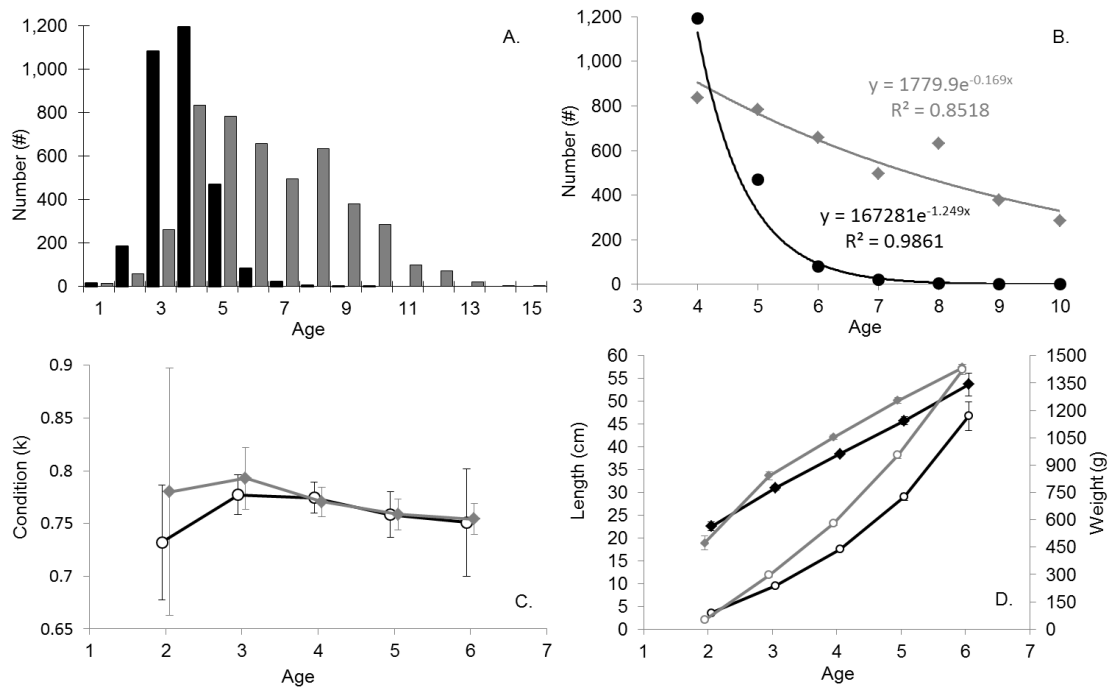 A.
1,200
1,000
800
600
400
200
0
Number (#)
1 3 5 7 9 11 13 15
Age
B.
1,200
1,000
800
600
400
200
0
Number (#)
y = 1779.9e^-0.169x
R² = 0.8518
y = 167281e^-1.249x
R² = 0.9861
3 4 5 6 7 8 9 10
Age
0.9
0.85
0.8
0.75
0.7
0.65
Condition (k)
C.
1 2 3 4 5 6 7
Age
60
55
50
45
40
35
30
25
20
15
10
5
0
Length (cm)
1500
1350
1200
1050
900
750
600
450
300
150
0
Weight (g)
D.
1 2 3 4 5 6 7
Age